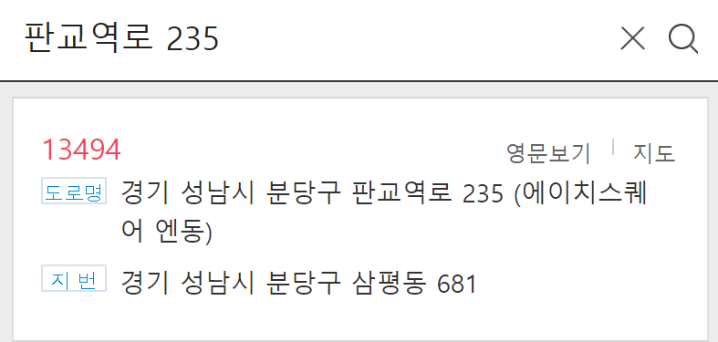 판교역로 235
13494
영문보기
지도
도로명 경기 성남시 분당구 판교역로 235 (에이치스퀘
어 엔동)
지 번 경기 성남시 분당구 삼평동 681